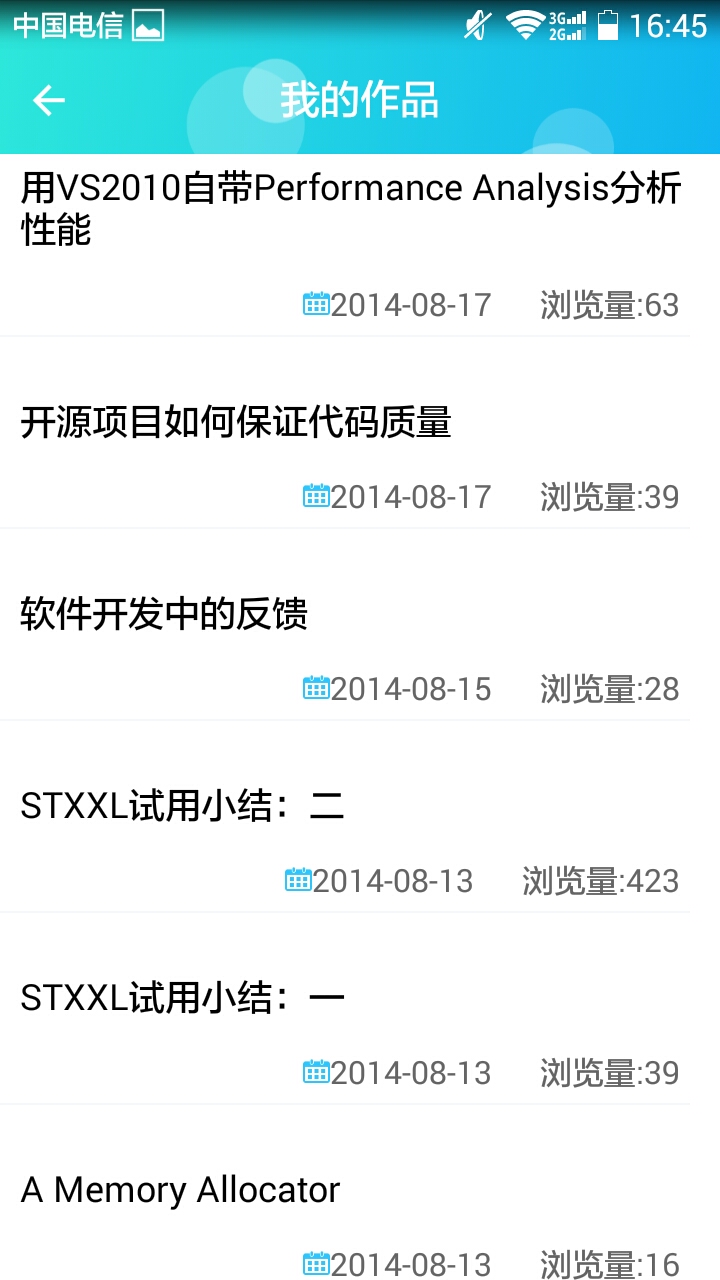 中国电信 3G 2G 16:45
我的作品
用VS2010自带Performance Analysis分析
性能
2014-08-17 浏览量:63
开源项目如何保证代码质量
2014-08-17 浏览量:39
软件开发中的反馈
2014-08-15 浏览量:28
STXXL试用小结：二
2014-08-13 浏览量:423
STXXL试用小结：一
2014-08-13 浏览量:39
A Memory Allocator
2014-08-13 浏览量:16